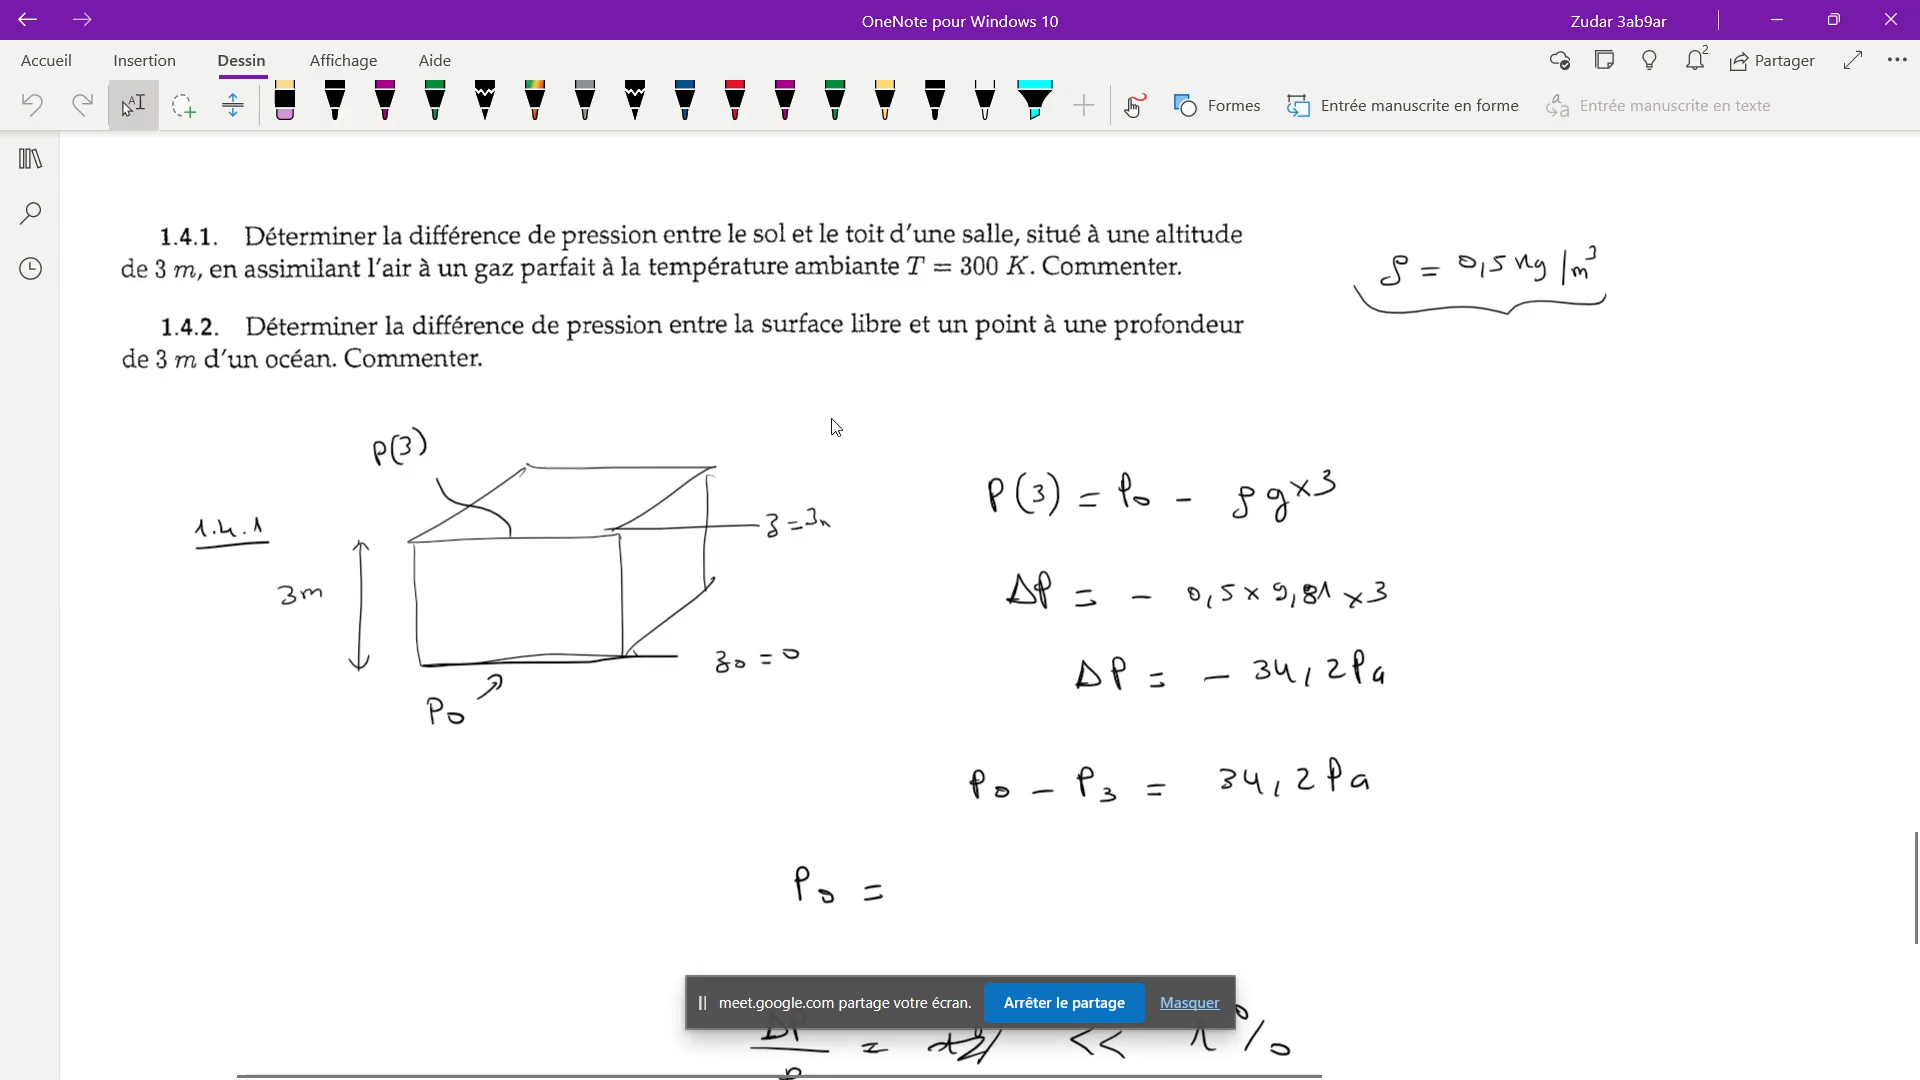 OneNote pour Windows 10
Zudar 3ab9ar
Accueil Insertion Dessin Affichage Aide
2
Partager
Formes Entrée manuscrite en forme Entrée manuscrite en texte
1.4.1. Déterminer la différence de pression entre le sol et le toit d'une salle, situé à une altitude
de 3 m, en assimilant l'air à un gaz parfait à la température ambiante T = 300 K. Commenter.
ρ = 0,5 kg/m³
1.4.2. Déterminer la différence de pression entre la surface libre et un point à une profondeur
de 3 m d'un océan. Commenter.
P(3)
1.4.1
3m
z = 3m
z0 = 0
P0
P(3) = P0 - ρg×3
ΔP = - 0,5 × 9,81 × 3
ΔP = - 34,2 Pa
P0 - P3 = 34,2 Pa
P0 =
meet.google.com partage votre écran. Arrêter le partage Masquer
ΔP
= << 1%
P